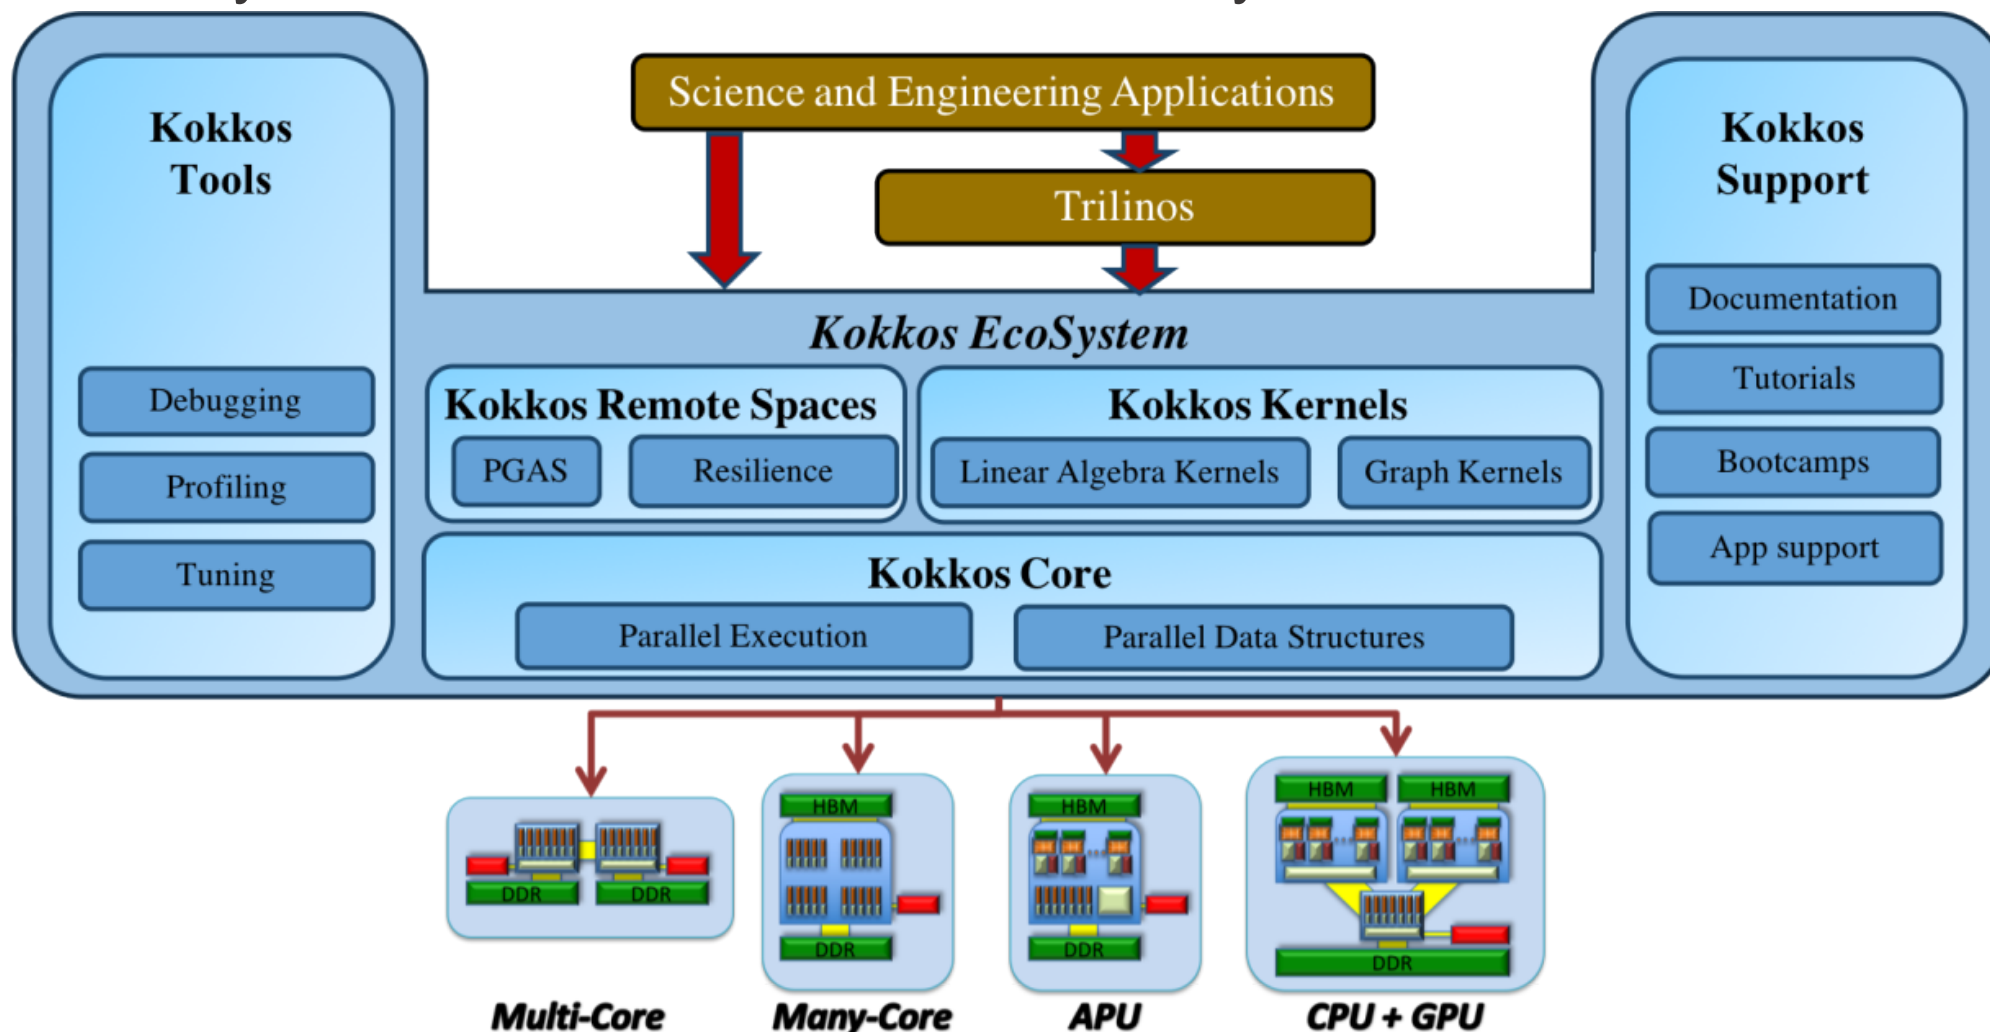 Science and Engineering Applications
Trilinos
Kokkos
Tools
Debugging
Profiling
Tuning
Kokkos EcoSystem
Kokkos Remote Spaces
PGAS
Resilience
Kokkos Kernels
Linear Algebra Kernels
Graph Kernels
Kokkos Core
Parallel Execution
Parallel Data Structures
Kokkos
Support
Documentation
Tutorials
Bootcamps
App support
DDR
DDR
Multi-Core
HBM
DDR
Many-Core
HBM
DDR
APU
HBM
HBM
DDR
CPU + GPU